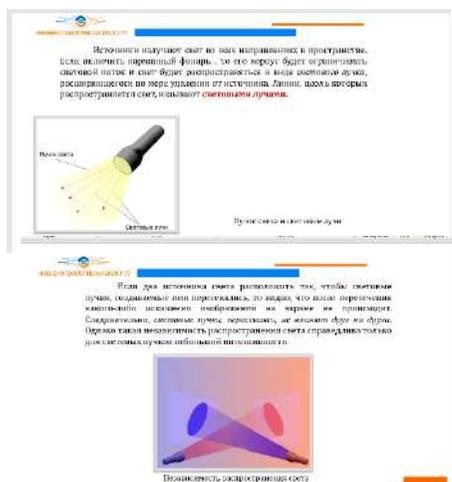 Источники излучают свет во всех направлениях в пространстве.
Если включить карманный фонарь, то его корпус будет ограничивать
световой поток и свет будет распространяться в виде светового пучка,
расширяющегося по мере удаления от источника. Линии, вдоль которых
распространяется свет, называют световыми лучами.
Пучок света
Световые лучи
Пучок света и световые лучи
Если два источника света расположить так, чтобы световые
пучки, создаваемые ими пересекались, то видно, что после пересечения
какого-либо искажения изображений на экране не происходит.
Следовательно, световые пучки, пересекаясь, не влияют друг на друга.
Однако такая независимость распространения света справедлива только
для световых пучков небольшой интенсивности.
Независимость распространения света